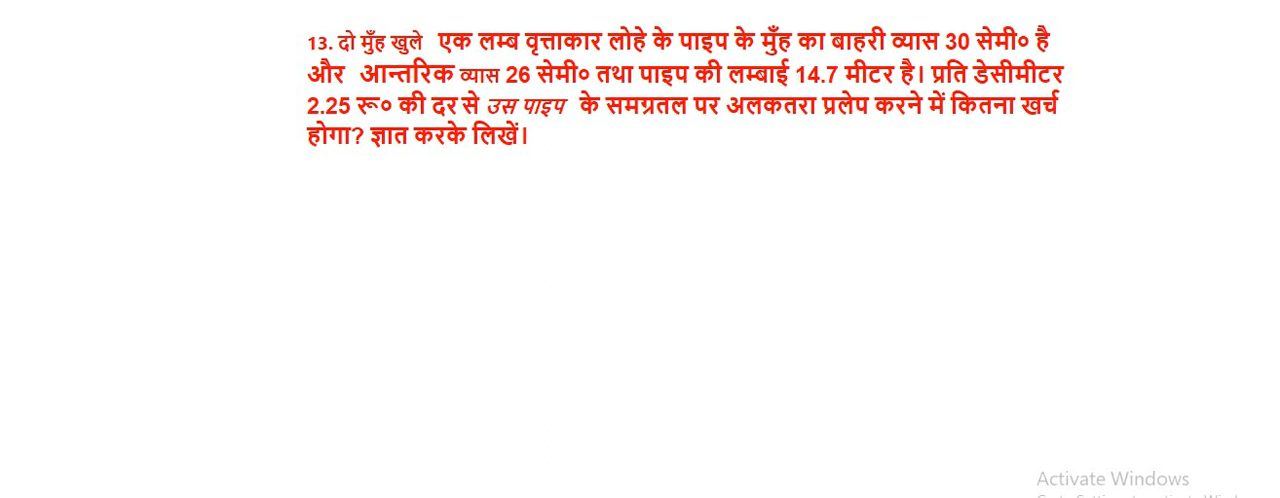 13. दो मुँह खुले एक लम्ब वृत्ताकार लोहे के पाइप के मुँह का बाहरी व्यास 30 सेमी० है
और आन्तरिक व्यास 26 सेमी० तथा पाइप की लम्बाई 14.7 मीटर है। प्रति डेसीमीटर
2.25 रू० की दर से उस पाइप के समग्रतल पर अलकतरा प्रलेप करने में कितना खर्च
होगा? ज्ञात करके लिखें।
Activate Windows